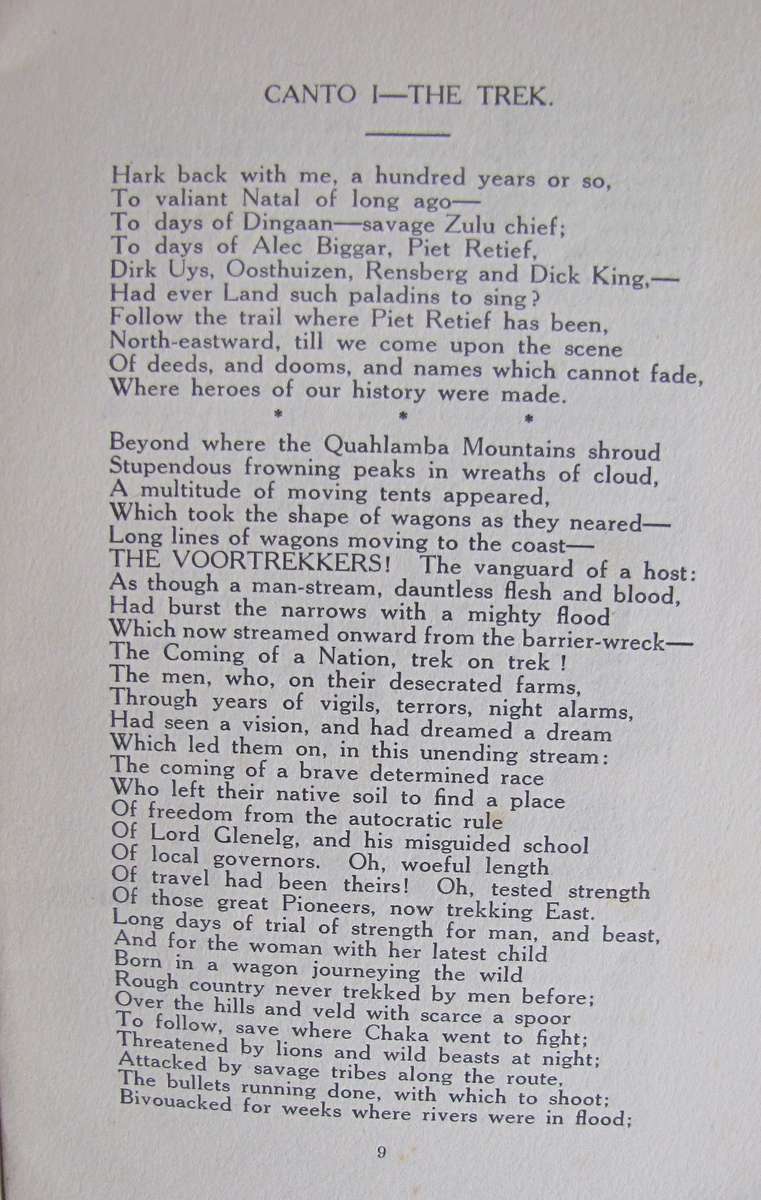 CANTO I—THE TREK.
Hark back with me, a hundred years or so,
To valiant Natal of long ago—
To days of Dingaan—savage Zulu chief;
To days of Alec Biggar, Piet Retief,
Dirk Uys, Oosthuizen, Rensberg and Dick King,—
Had ever Land such paladins to sing?
Follow the trail where Piet Retief has been,
North-eastward, till we come upon the scene
Of deeds, and dooms, and names which cannot fade,
Where heroes of our history were made.
* * *
Beyond where the Quahlamba Mountains shroud
Stupendous frowning peaks in wreaths of cloud,
A multitude of moving tents appeared,
Which took the shape of wagons as they neared—
Long lines of wagons moving to the coast—
THE VOORTREKKERS! The vanguard of a host:
As though a man-stream, dauntless flesh and blood,
Had burst the narrows with a mighty flood
Which now streamed onward from the barrier-wreck—
The Coming of a Nation, trek on trek!
The men, who, on their desecrated farms,
Through years of vigils, terrors, night alarms,
Had seen a vision, and had dreamed a dream
Which led them on, in this unending stream:
The coming of a brave determined race
Who left their native soil to find a place
Of freedom from the autocratic rule
Of Lord Glenelg, and his misguided school
Of local governors. Oh, woeful length
Of travel had been theirs! Oh, tested strength
Of those great Pioneers, now trekking East.
Long days of trial of strength for man, and beast,
And for the woman with her latest child
Born in a wagon journeying the wild
Rough country never trekked by men before;
Over the hills and veld with scarce a spoor
To follow, save where Chaka went to fight;
Threatened by lions and wild beasts at night;
Attacked by savage tribes along the route,
The bullets running done, with which to shoot;
Bivouacked for weeks where rivers were in flood;
9